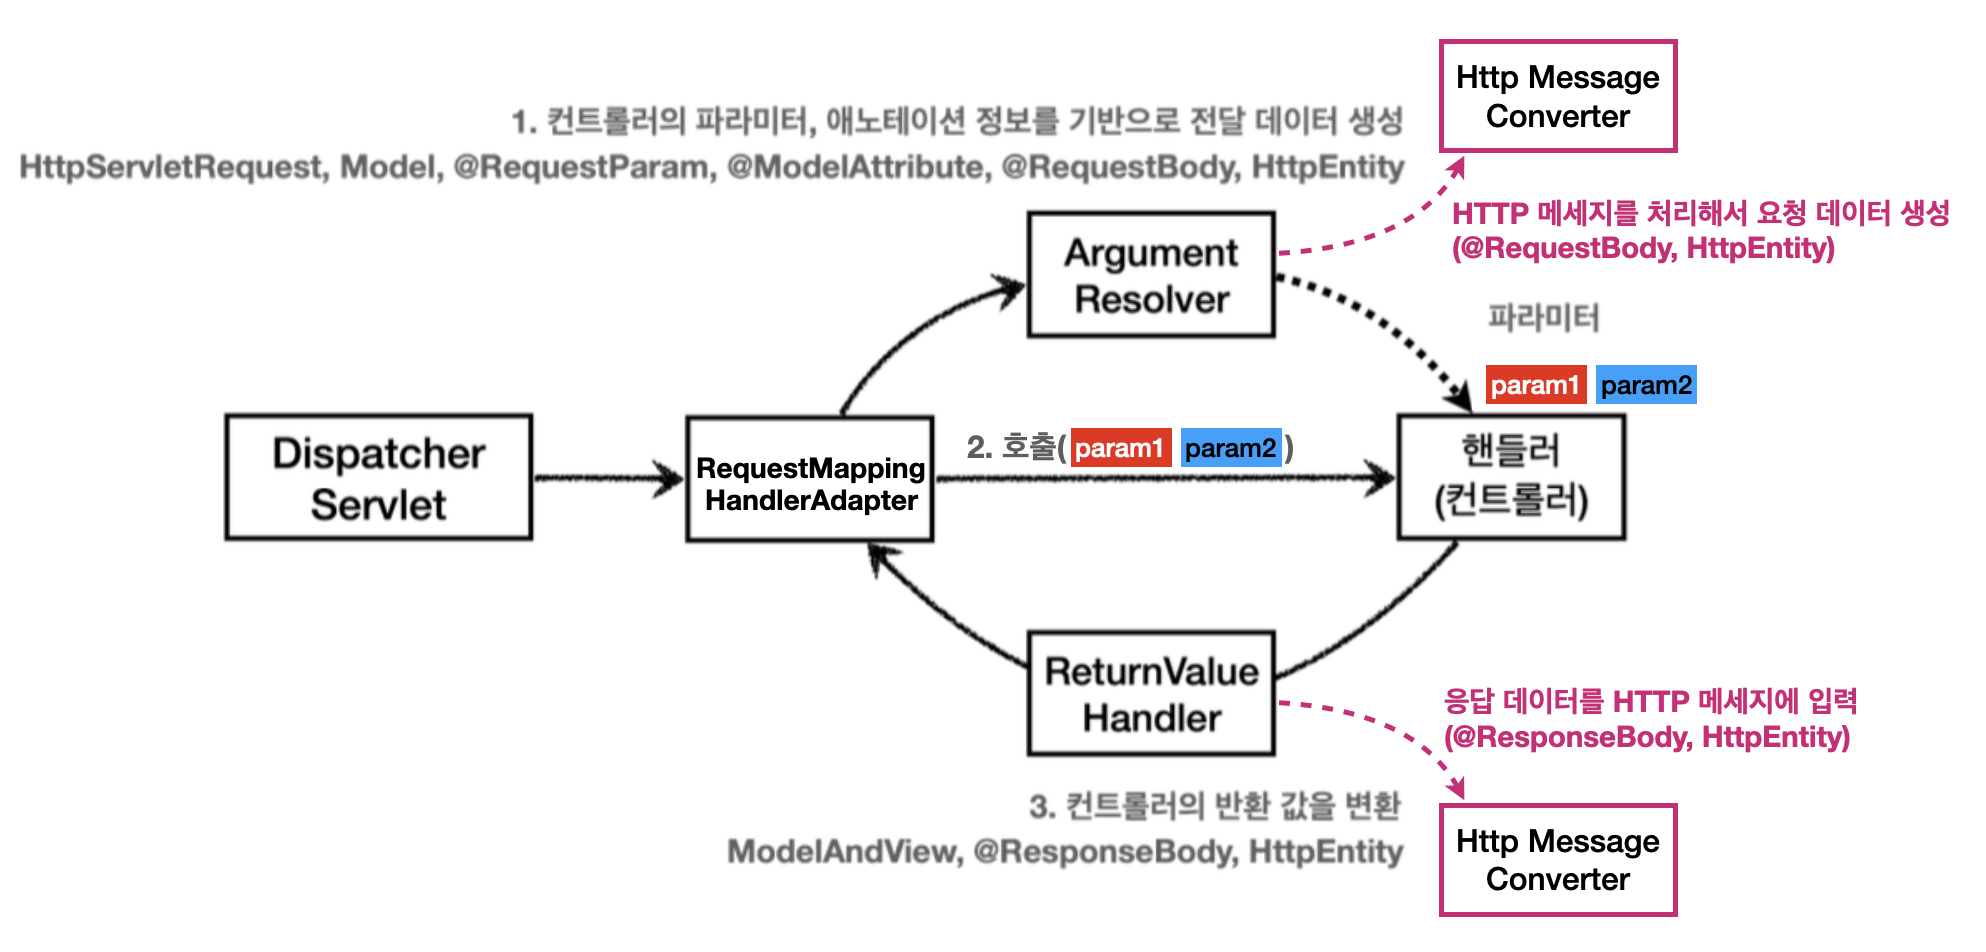 Http Message
Converter
1. 컨트롤러의 파라미터, 애노테이션 정보를 기반으로 전달 데이터 생성
HttpServletRequest, Model, @RequestParam, @ModelAttribute, @RequestBody, HttpEntity
HTTP 메세지를 처리해서 요청 데이터 생성
(@RequestBody, HttpEntity)
Argument
Resolver
파라미터
param1 param2
Dispatcher
Servlet
RequestMapping
HandlerAdapter
2. 호출(param1 param2)
핸들러
(컨트롤러)
ReturnValue
Handler
응답 데이터를 HTTP 메세지에 입력
(@ResponseBody, HttpEntity)
3. 컨트롤러의 반환 값을 변환
ModelAndView, @ResponseBody, HttpEntity
Http Message
Converter